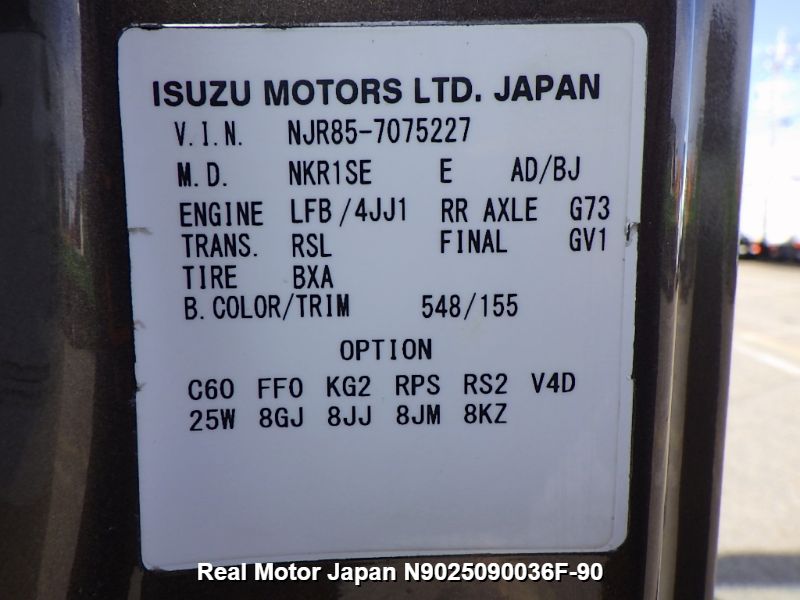 ISUZU MOTORS LTD. JAPAN
V.I.N. NJR85-7075227
M.D. NKR1SE E AD/BJ
ENGINE LFB/4JJ1 RR AXLE G73
TRANS. RSL FINAL GV1
TIRE BXA
B.COLOR/TRIM 548/155
OPTION
C60 FF0 KG2 RPS RS2 V4D
25W 8GJ 8JJ 8JM 8KZ
Real Motor Japan N9025090036F-90